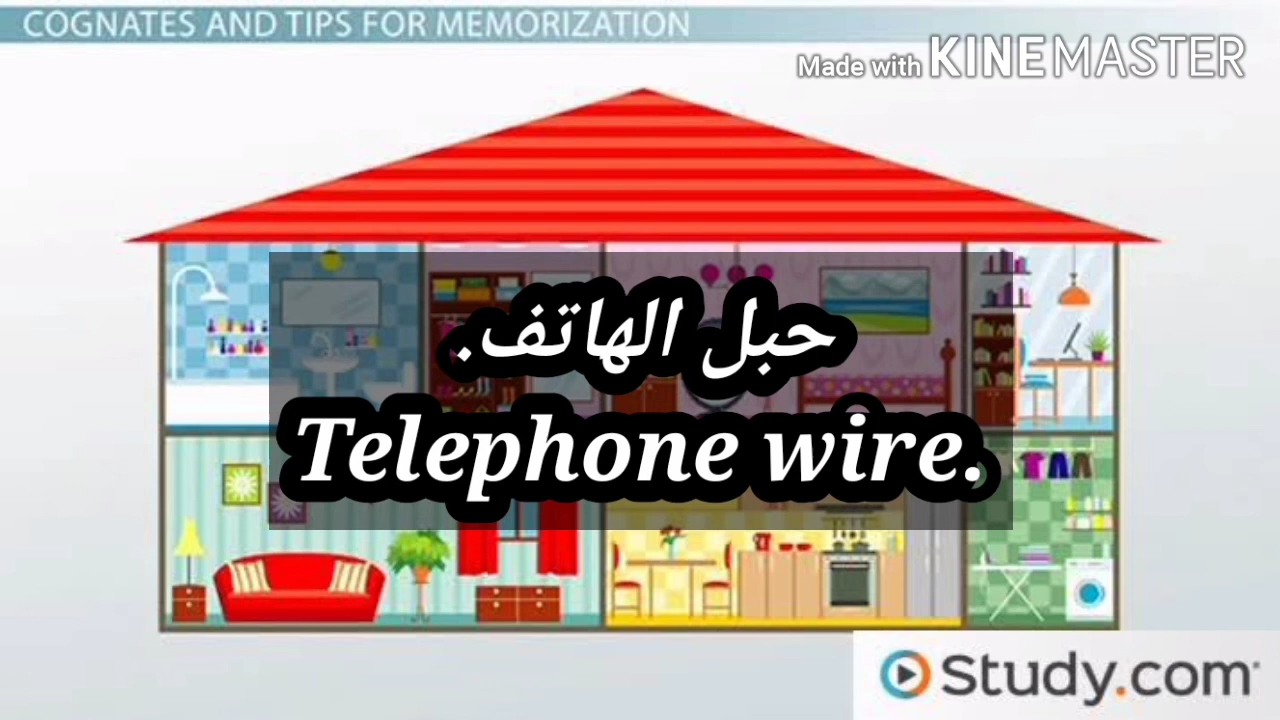 COGNATES AND TIPS FOR MEMORIZATION
Made with KINEMASTER
حبل الهاتف.
Telephone wire.
Study.com